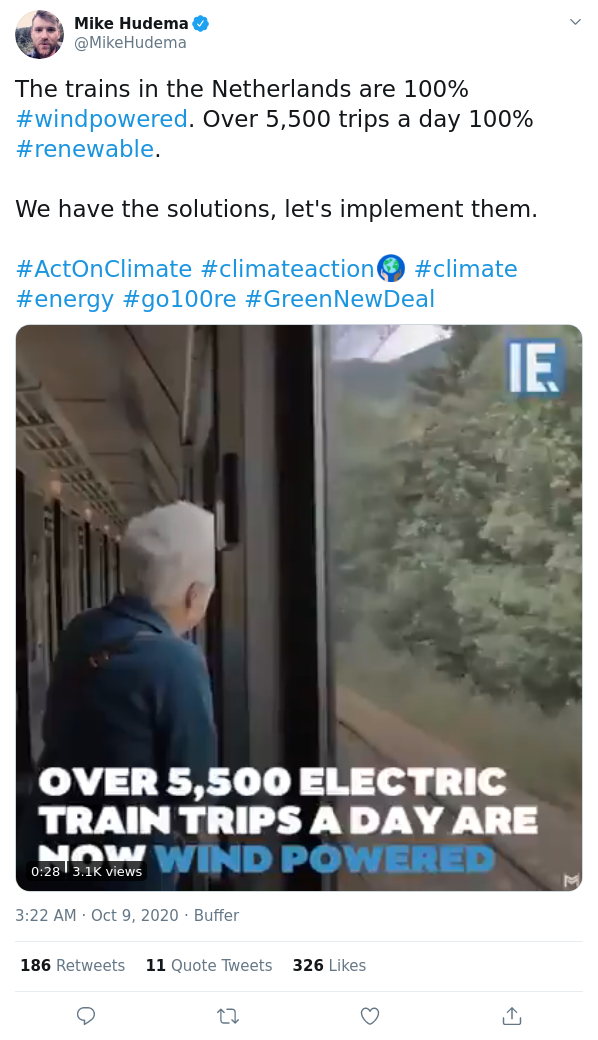 Mike Hudema
@MikeHudema
The trains in the Netherlands are 100%
#windpowered. Over 5,500 trips a day 100%
#renewable.
We have the solutions, let's implement them.
#ActOnClimate #climateaction #climate
#energy #go100re #GreenNewDeal
IE
OVER 5,500 ELECTRIC
TRAIN TRIPS A DAY ARE
NOW WIND POWERED
0:28 3.1K views
3:22 AM · Oct 9, 2020 · Buffer
186 Retweets 11 Quote Tweets 326 Likes